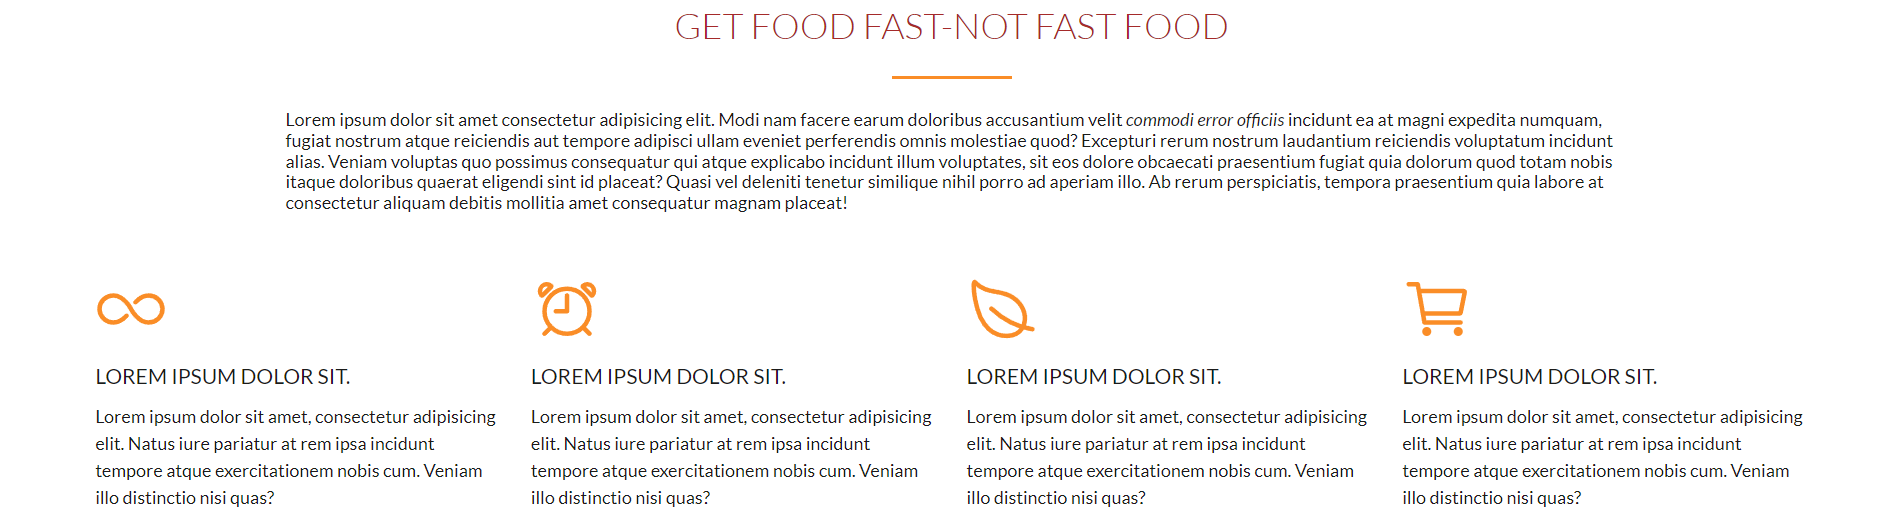 GET FOOD FAST-NOT FAST FOOD
Lorem ipsum dolor sit amet consectetur adipisicing elit. Modi nam facere earum doloribus accusantium velit commodi error officiis incidunt ea at magni expedita numquam,
fugiat nostrum atque reiciendis aut tempore adipisci ullam eveniet perferendis omnis molestiae quod? Excepturi rerum nostrum laudantium reiciendis voluptatum incidunt
alias. Veniam voluptas quo possimus consequatur qui atque explicabo incidunt illum voluptates, sit eos dolore obcaecati praesentium fugiat quia dolorum quod totam nobis
itaque doloribus quaerat eligendi sint id placeat? Quasi vel deleniti tenetur similique nihil porro ad aperiam illo. Ab rerum perspiciatis, tempora praesentium quia labore at
consectetur aliquam debitis mollitia amet consequatur magnam placeat!
LOREM IPSUM DOLOR SIT.
Lorem ipsum dolor sit amet, consectetur adipisicing
elit. Natus iure pariatur at rem ipsa incidunt
tempore atque exercitationem nobis cum. Veniam
illo distinctio nisi quas?
LOREM IPSUM DOLOR SIT.
Lorem ipsum dolor sit amet, consectetur adipisicing
elit. Natus iure pariatur at rem ipsa incidunt
tempore atque exercitationem nobis cum. Veniam
illo distinctio nisi quas?
LOREM IPSUM DOLOR SIT.
Lorem ipsum dolor sit amet, consectetur adipisicing
elit. Natus iure pariatur at rem ipsa incidunt
tempore atque exercitationem nobis cum. Veniam
illo distinctio nisi quas?
LOREM IPSUM DOLOR SIT.
Lorem ipsum dolor sit amet, consectetur adipisicing
elit. Natus iure pariatur at rem ipsa incidunt
tempore atque exercitationem nobis cum. Veniam
illo distinctio nisi quas?